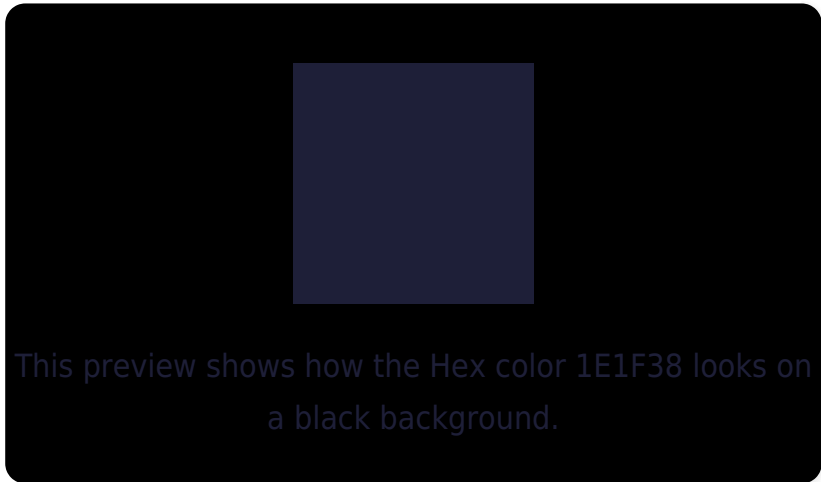 This preview shows how the Hex color 1E1F38 looks on
a black background.